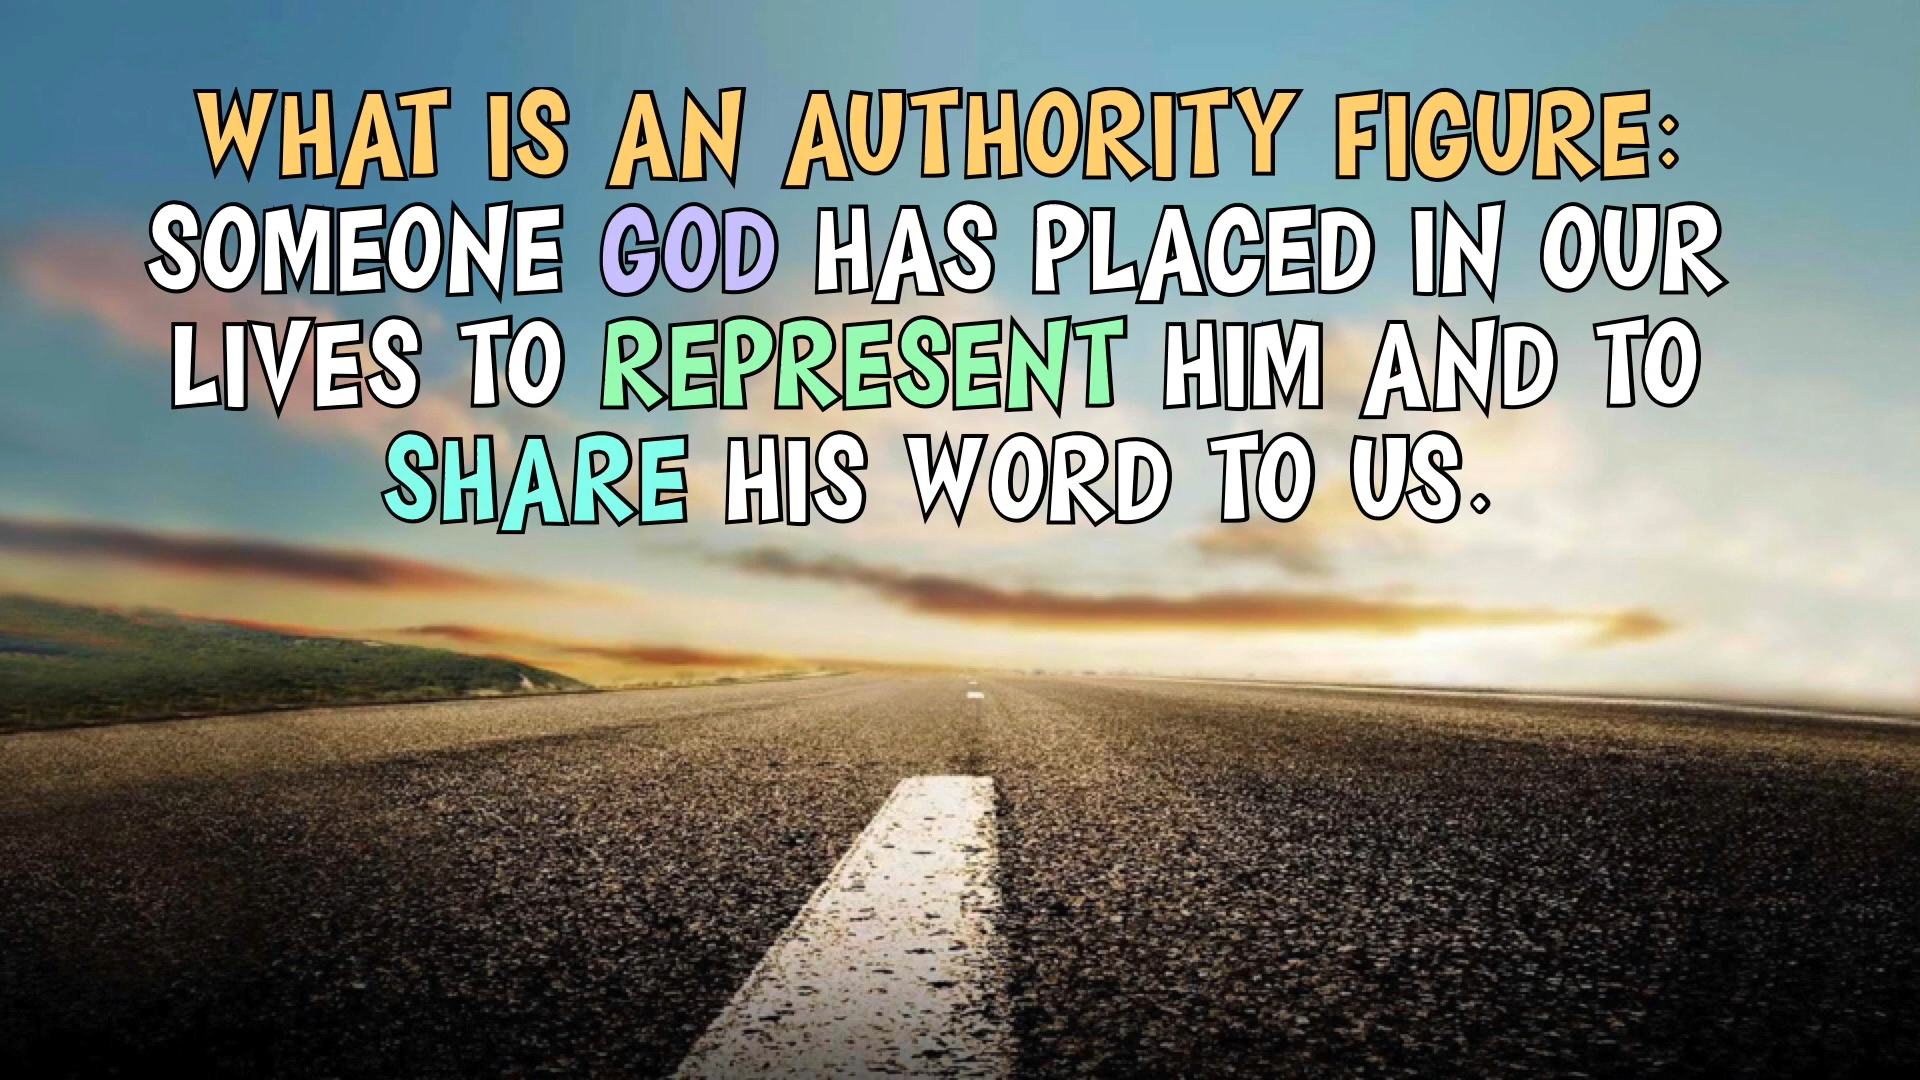 WHAT IS AN AUTHORITY FIGURE:
SOMEONE GOD HAS PLACED IN OUR
LIVES TO REPRESENT HIM AND TO
SHARE HIS WORD TO US.